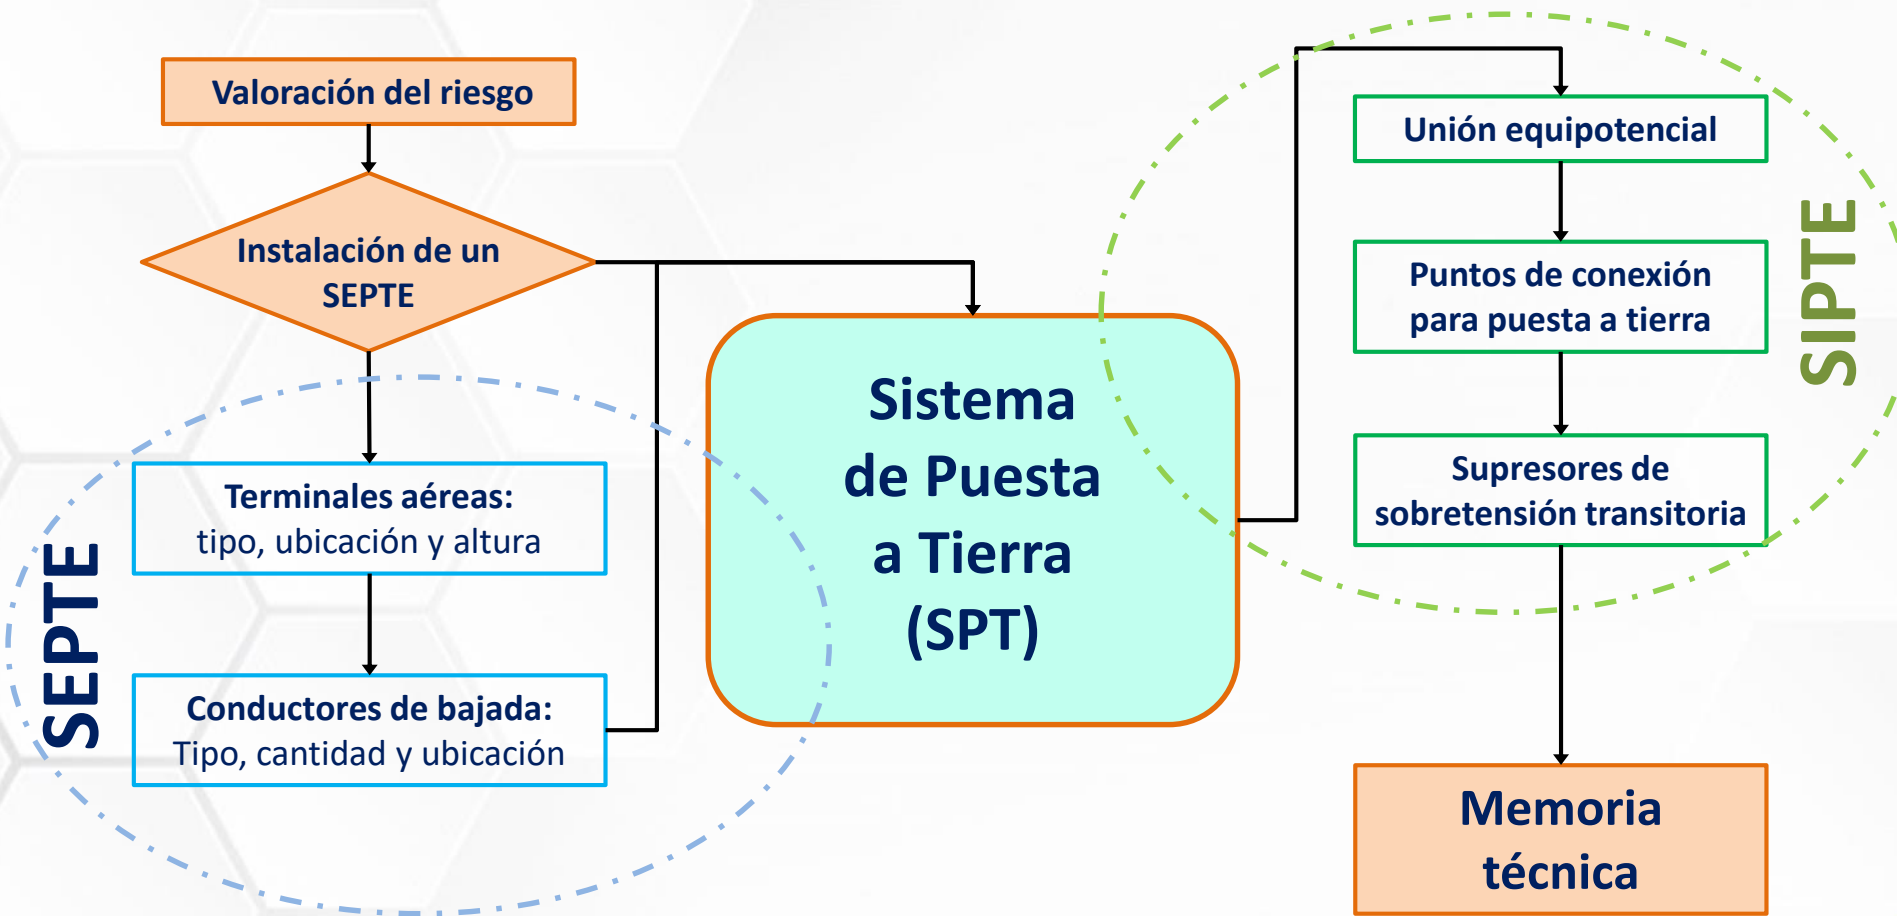 Valoración del riesgo
Instalación de un
SEPTE
Terminales aéreas:
tipo, ubicación y altura
Conductores de bajada:
Tipo, cantidad y ubicación
SEPTE
Sistema
de Puesta
a Tierra
(SPT)
Unión equipotencial
Puntos de conexión
para puesta a tierra
Supresores de
sobretensión transitoria
SIPTE
Memoria
técnica